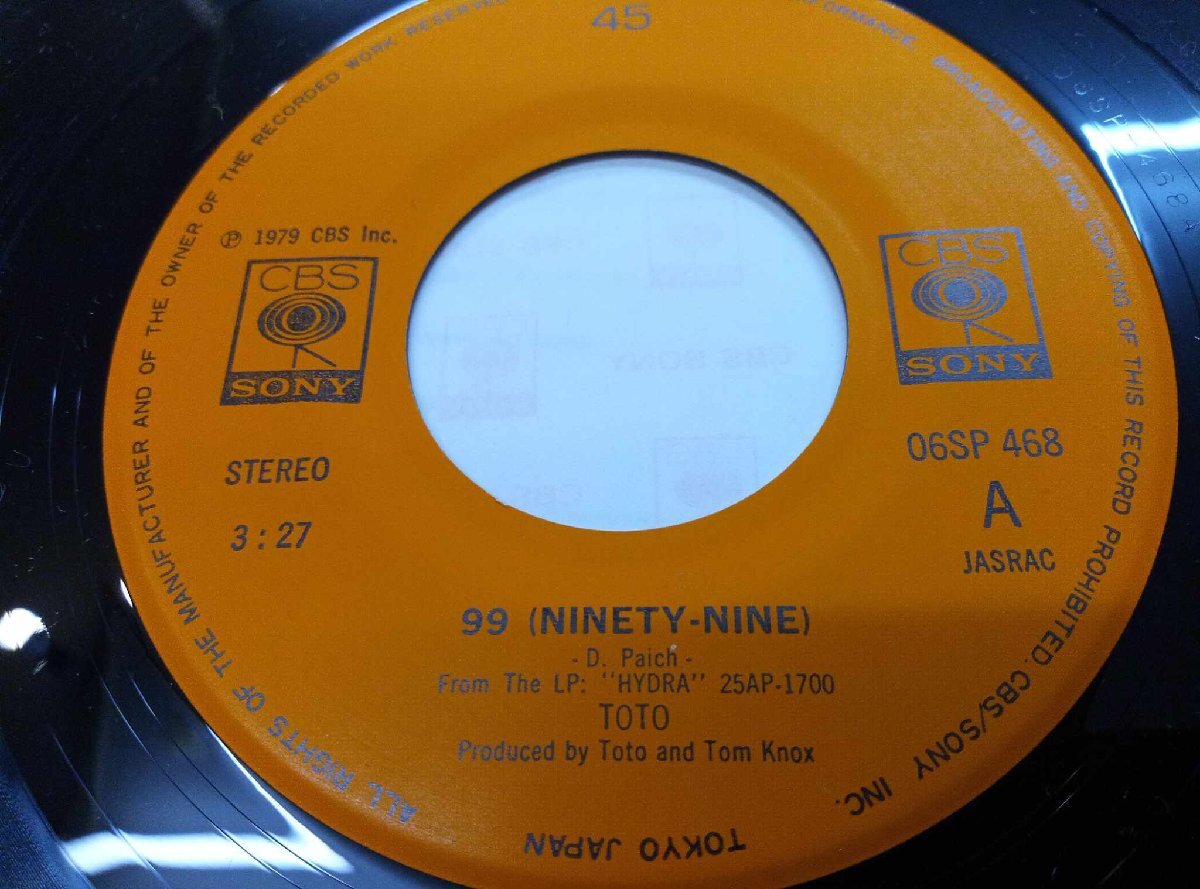 45
ALL RIGHTS OF THE MANUFACTURER AND OF THE OWNER OF THE RECORDED WORK RESERVED
BROADCASTING AND COPYING OF THIS RECORD PROHIBITED. CBS/SONY INC.
TOKYO JAPAN
Ⓟ 1979 CBS Inc.
CBS
SONY
CBS
SONY
STEREO
3:27
06SP 468
A
JASRAC
99 (NINETY-NINE)
- D. Paich -
From The LP: "HYDRA" 25AP-1700
TOTO
Produced by Toto and Tom Knox
CBS SONY